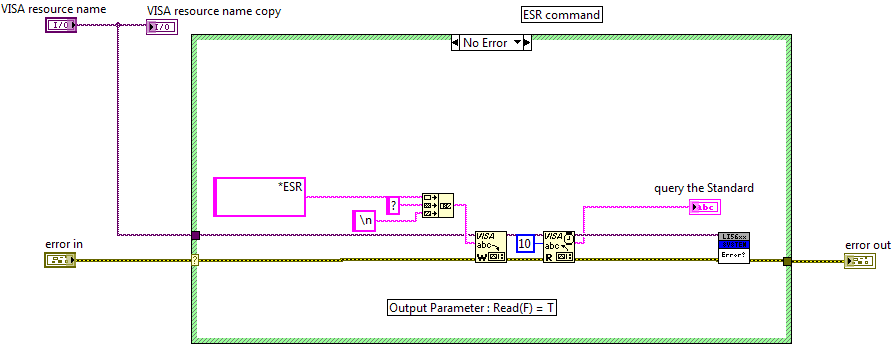 VISA resource name
I/O
VISA resource name copy
I/O
ESR command
No Error
*ESR
?
\n
query the Standard
abc
VISA
abc
W
10
VISA
abc
R
LIS6xx
Error?
error in
?
error out
Output Parameter : Read(F) = T